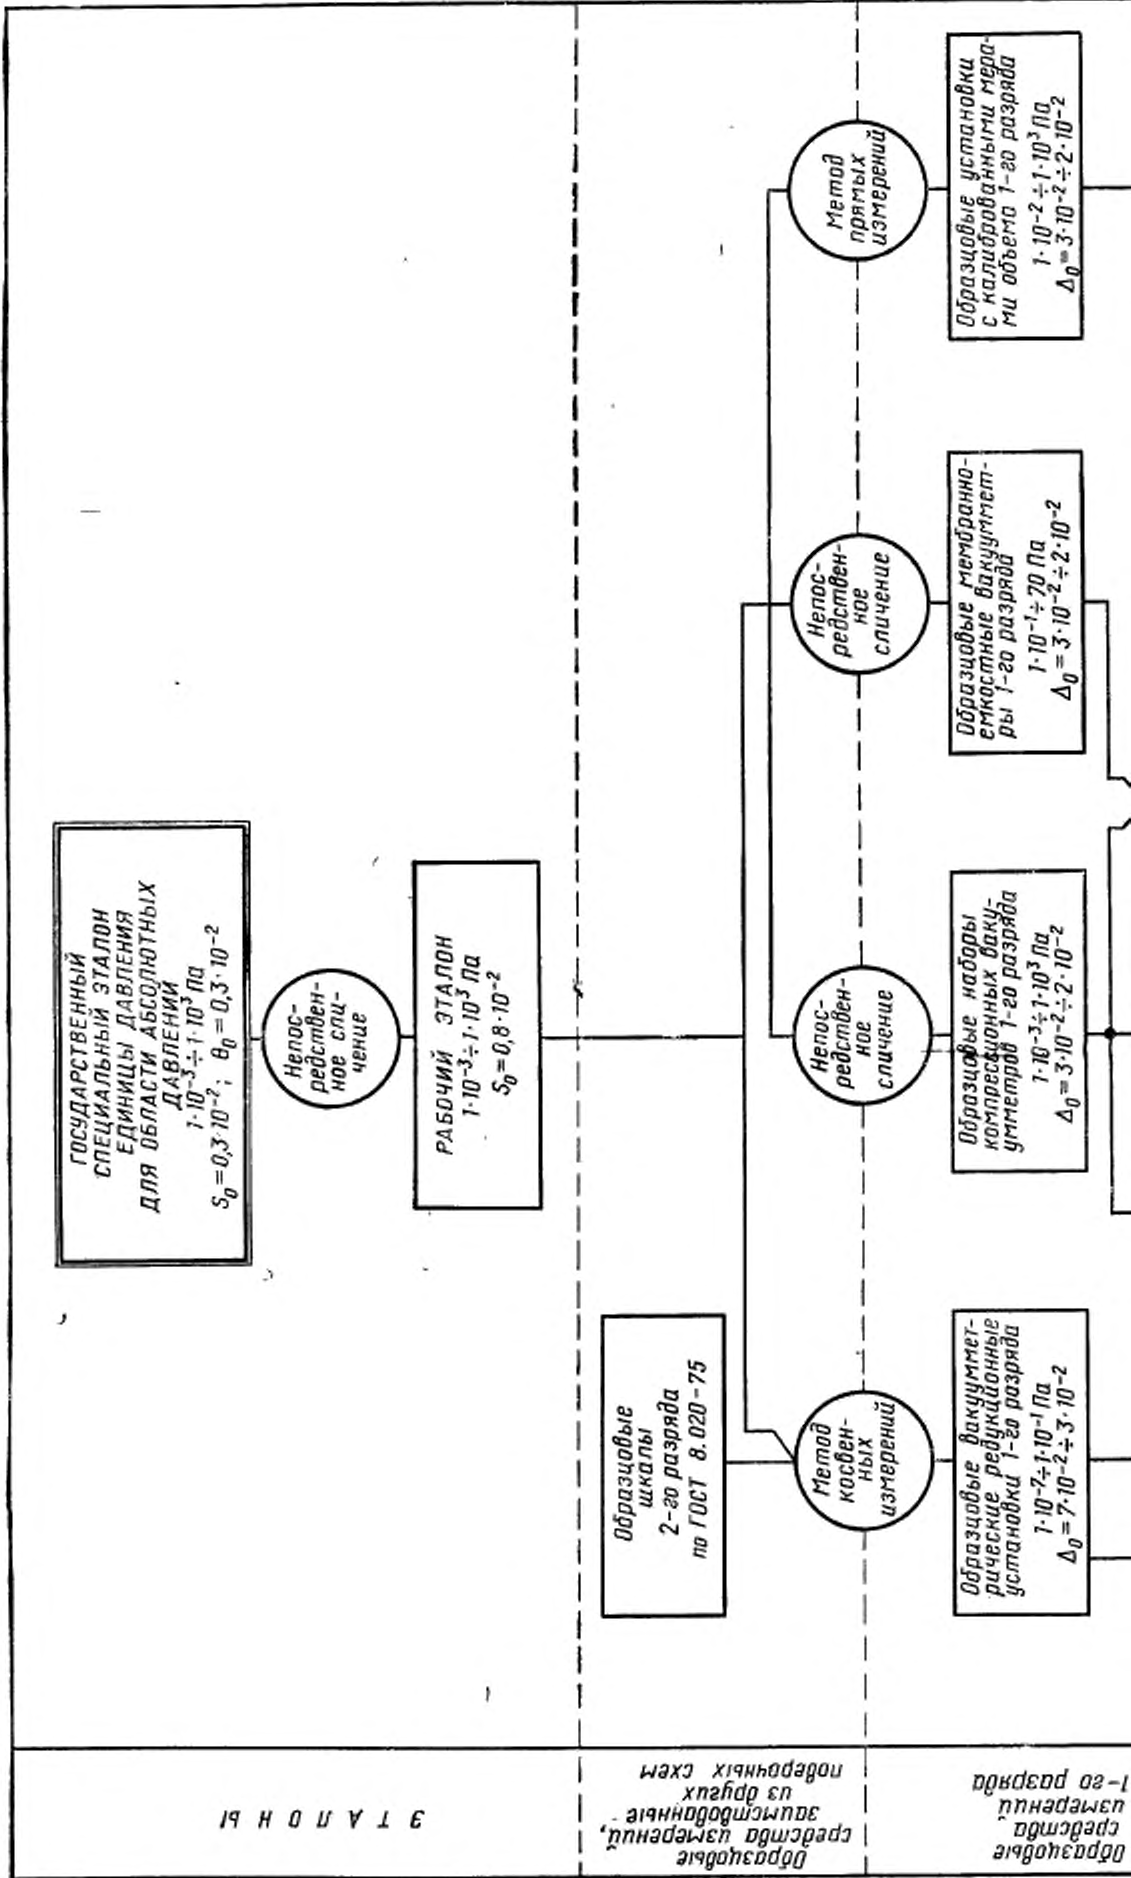 ЭТАЛОНЫ
ГОСУДАРСТВЕННЫЙ
СПЕЦИАЛЬНЫЙ ЭТАЛОН
ЕДИНИЦЫ ДАВЛЕНИЯ
ДЛЯ ОБЛАСТИ АБСОЛЮТНЫХ
ДАВЛЕНИЙ
1·10⁻³÷1·10³ Па
S₀=0,3·10⁻²; θ₀=0,3·10⁻²
Непос-
редствен-
ное сли-
чение
РАБОЧИЙ ЭТАЛОН
1·10⁻³÷1·10³ Па
S₀=0,8·10⁻²
Образцовые
средства измерений,
заимствованные
из других
поверочных схем
Образцовые
шкалы
2-го разряда
по ГОСТ 8.020-75
Метод
косвен-
ных
измерений
Непос-
редствен-
ное
сличение
Непос-
редствен-
ное
сличение
Метод
прямых
измерений
Образцовые
средства
измерений
1-го разряда
Образцовые вакууммет-
рические редукционные
установки 1-го разряда
1·10⁻⁷÷1·10⁻¹ Па
Δ₀=7·10⁻²÷3·10⁻²
Образцовые наборы
компрессионных ваку-
умметров 1-го разряда
1·10⁻³÷1·10³ Па
Δ₀=3·10⁻²÷2·10⁻²
Образцовые мембранно-
емкостные вакууммет-
ры 1-го разряда
1·10⁻¹÷70 Па
Δ₀=3·10⁻²÷2·10⁻²
Образцовые установки
с калиброванными мера-
ми объема 1-го разряда
1·10⁻²÷1·10³ Па
Δ₀=3·10⁻²÷2·10⁻²